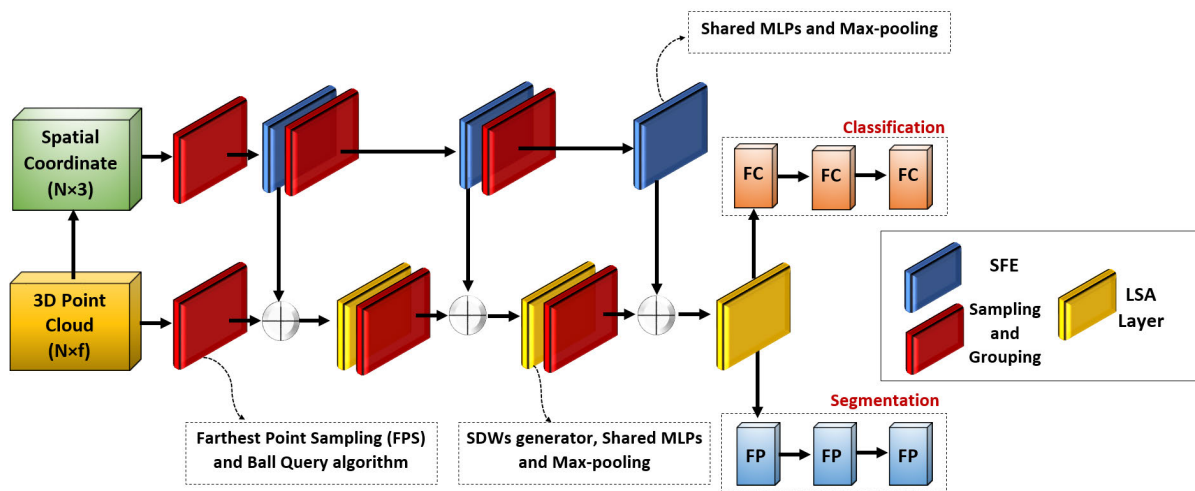 Shared MLPs and Max-pooling
Spatial
Coordinate
(N×3)
Classification
FC
FC
FC
3D Point
Cloud
(N×f)
SFE
Sampling
and
Grouping
LSA
Layer
Segmentation
Farthest Point Sampling (FPS)
and Ball Query algorithm
SDWs generator, Shared MLPs
and Max-pooling
FP
FP
FP